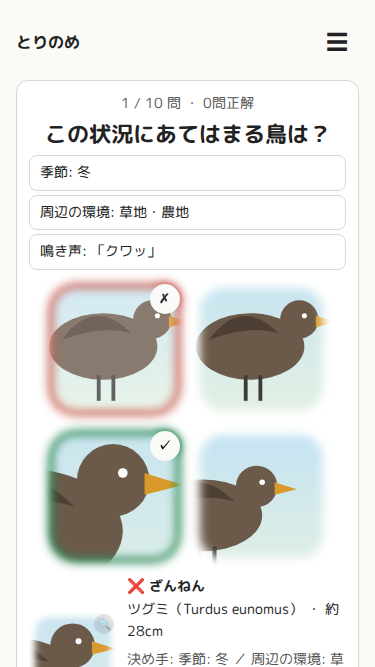 とりのめ
1 / 10 問 ・ 0問正解
この状況にあてはまる鳥は？
季節: 冬
周辺の環境: 草地・農地
鳴き声: 「クワッ」
✗
✓
❌ ざんねん
ツグミ（Turdus eunomus） ・ 約
28cm
決め手: 季節: 冬 ／ 周辺の環境: 草